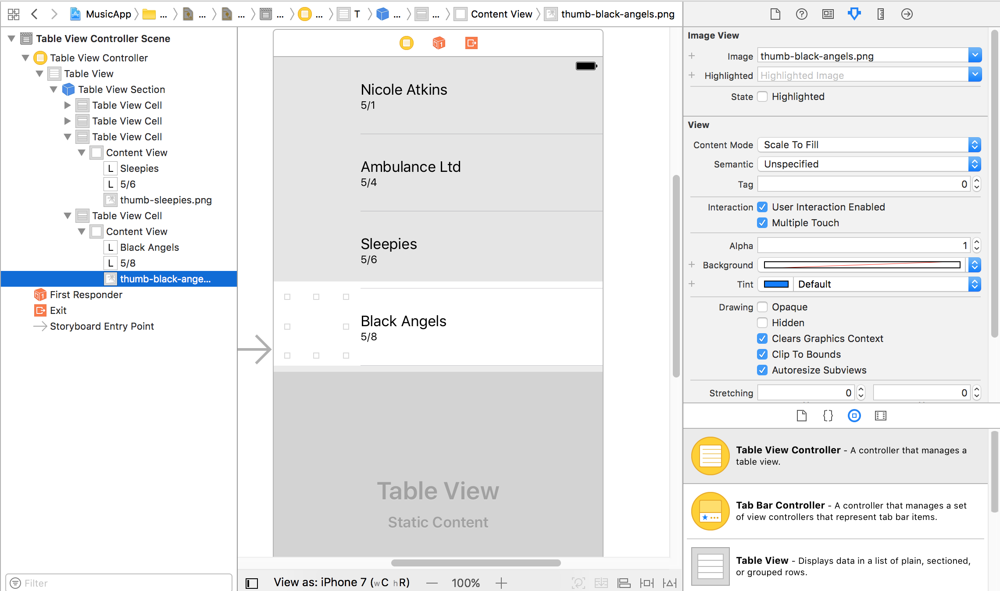 MusicApp ... ... ... ... ... T ... ... Content View thumb-black-angels.png
Table View Controller Scene
Table View Controller
Table View
Table View Section
Table View Cell
Table View Cell
Table View Cell
Content View
L Sleepies
L 5/6
thumb-sleepies.png
Table View Cell
Content View
L Black Angels
L 5/8
thumb-black-ange...
First Responder
Exit
Storyboard Entry Point
Filter
Nicole Atkins
5/1
Ambulance Ltd
5/4
Sleepies
5/6
Black Angels
5/8
Table View
Static Content
View as: iPhone 7 (wC hR) — 100% +
Image View
Image thumb-black-angels.png
Highlighted Highlighted Image
State Highlighted
View
Content Mode Scale To Fill
Semantic Unspecified
Tag 0
Interaction User Interaction Enabled
Multiple Touch
Alpha 1
Background
Tint Default
Drawing Opaque
Hidden
Clears Graphics Context
Clip To Bounds
Autoresize Subviews
Stretching 0 0
Table View Controller - A controller that manages a
table view.
Tab Bar Controller - A controller that manages a set
of view controllers that represent tab bar items.
Table View - Displays data in a list of plain, sectioned,
or grouped rows.